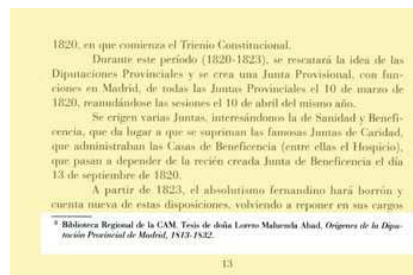 1820, en que comienza el Trienio Constitucional.
Durante este período (1820-1823), se rescatará la idea de las
Diputaciones Provinciales y se crea una Junta Provisional, con fun-
ciones en Madrid, de todas las Juntas Provinciales el 10 de marzo de
1820, reanudándose las sesiones el 10 de abril del mismo año.
Se erigen varias Juntas, interesándonos la de Sanidad y Benefi-
cencia, que da lugar a que se supriman las famosas Juntas de Caridad,
que administraban las Casas de Beneficencia (entre ellas el Hospicio),
que pasan a depender de la recién creada Junta de Beneficencia el día
13 de septiembre de 1820.
A partir de 1823, el absolutismo fernandino hará borrón y
cuenta nueva de estas disposiciones, volviendo a reponer en sus cargos
Biblioteca Regional de la CAM. Tesis de doña Loreto Maluenda Abad, Orígenes de la Dipu-
tación Provincial de Madrid, 1813-1832.
13